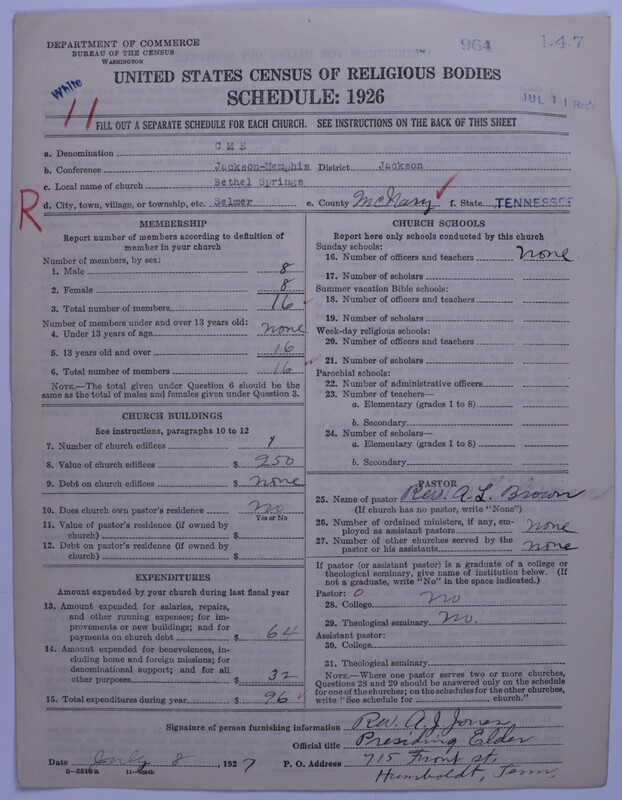 DEPARTMENT OF COMMERCE
BUREAU OF THE CENSUS
WASHINGTON
964
1-4-7
White
11
JUL 11 Rec'd
UNITED STATES CENSUS OF RELIGIOUS BODIES
SCHEDULE: 1926
FILL OUT A SEPARATE SCHEDULE FOR EACH CHURCH. SEE INSTRUCTIONS ON THE BACK OF THIS SHEET
a. Denomination C M E
b. Conference Jackson-Memphis District Jackson
c. Local name of church Bethel Springs
R
d. City, town, village, or township, etc. Selmer e. County McNary f. State TENNESSEE
MEMBERSHIP
Report number of members according to definition of
member in your church
Number of members, by sex:
1. Male 8
2. Female 8
3. Total number of members 16
Number of members under and over 13 years old:
4. Under 13 years of age none
5. 13 years old and over 16
6. Total number of members 16
NOTE.—The total given under Question 6 should be the
same as the total of males and females given under Question 3.
CHURCH BUILDINGS
See instructions, paragraphs 10 to 12
7. Number of church edifices 1
8. Value of church edifices $ 250
9. Debt on church edifices $ none
10. Does church own pastor's residence no
Yes or No
11. Value of pastor's residence (if owned by
church) $
12. Debt on pastor's residence (if owned by
church) $
EXPENDITURES
Amount expended by your church during last fiscal year
13. Amount expended for salaries, repairs,
and other running expenses; for im-
provements or new buildings; and for
payments on church debt $ 64
14. Amount expended for benevolences, in-
cluding home and foreign missions; for
denominational support; and for all
other purposes $ 32
15. Total expenditures during year $ 96
CHURCH SCHOOLS
Report here only schools conducted by this church
Sunday schools:
16. Number of officers and teachers none
17. Number of scholars
Summer vacation Bible schools:
18. Number of officers and teachers
19. Number of scholars
Week-day religious schools:
20. Number of officers and teachers
21. Number of scholars
Parochial schools:
22. Number of administrative officers
23. Number of teachers—
a. Elementary (grades 1 to 8)
b. Secondary
24. Number of scholars—
a. Elementary (grades 1 to 8)
b. Secondary
PASTOR
25. Name of pastor Rev. A. L. Brown
(If church has no pastor, write "None")
26. Number of ordained ministers, if any, em-
ployed as assistant pastors none
27. Number of other churches served by the
pastor or his assistants none
If pastor (or assistant pastor) is a graduate of a college or
theological seminary, give name of institution below. (If
not a graduate, write "No" in the space indicated.)
Pastor: 0
28. College no
29. Theological seminary no.
Assistant pastor:
30. College
31. Theological seminary
NOTE.—Where one pastor serves two or more churches,
Questions 28 and 29 should be answered only on the schedule
for one of the churches; on the schedules for the other churches,
write "See schedule for church."
Signature of person furnishing information Rev. A. J. Jones
Official title Presiding Elder
Date July 8, 1927 P. O. Address 715 Front st.
Humboldt, Tenn.